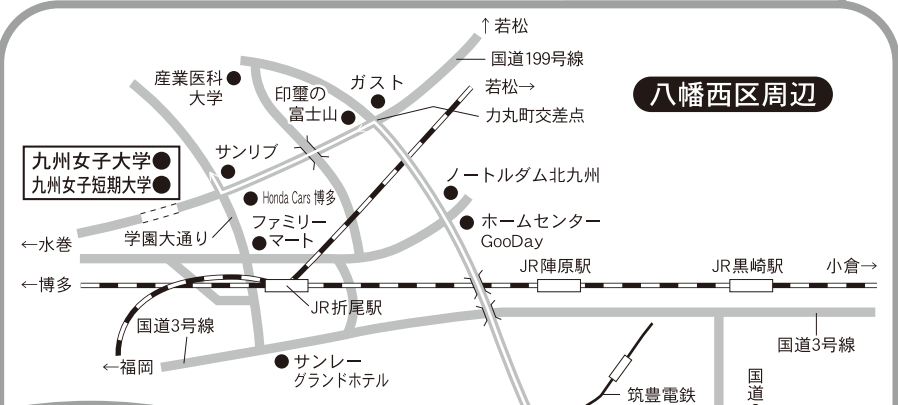 ↑若松
国道199号線
産業医科
大学
ガスト
印璽の
富士山
若松→
力丸町交差点
八幡西区周辺
九州女子大学
九州女子短期大学
サンリブ
Honda Cars 博多
ファミリー
マート
ノートルダム北九州
ホームセンター
GooDay
学園大通り
←水巻
←博多
JR陣原駅
JR黒崎駅
小倉→
JR折尾駅
国道3号線
国道3号線
←福岡
サンレー
グランドホテル
筑豊電鉄
国道